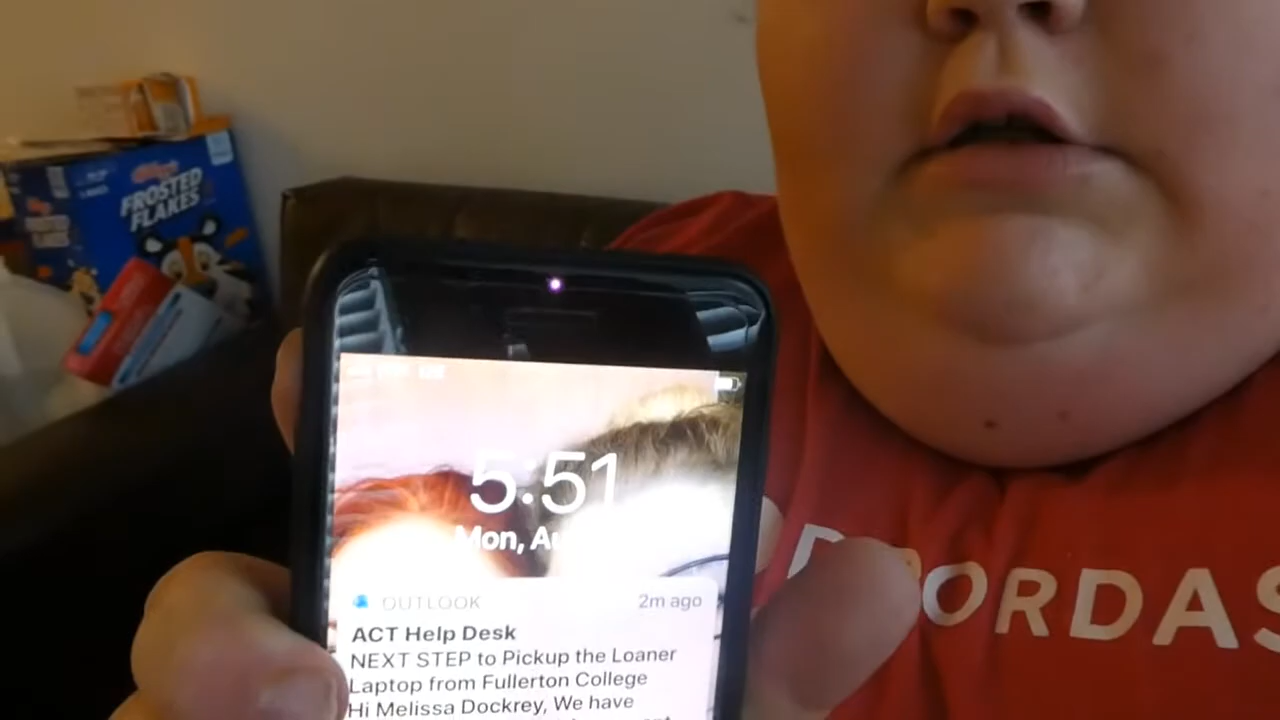 FROSTED
FLAKES
5:51
Mon, Au
OUTLOOK 2m ago
ACT Help Desk
NEXT STEP to Pickup the Loaner
Laptop from Fullerton College
Hi Melissa Dockrey, We have
ORDAS